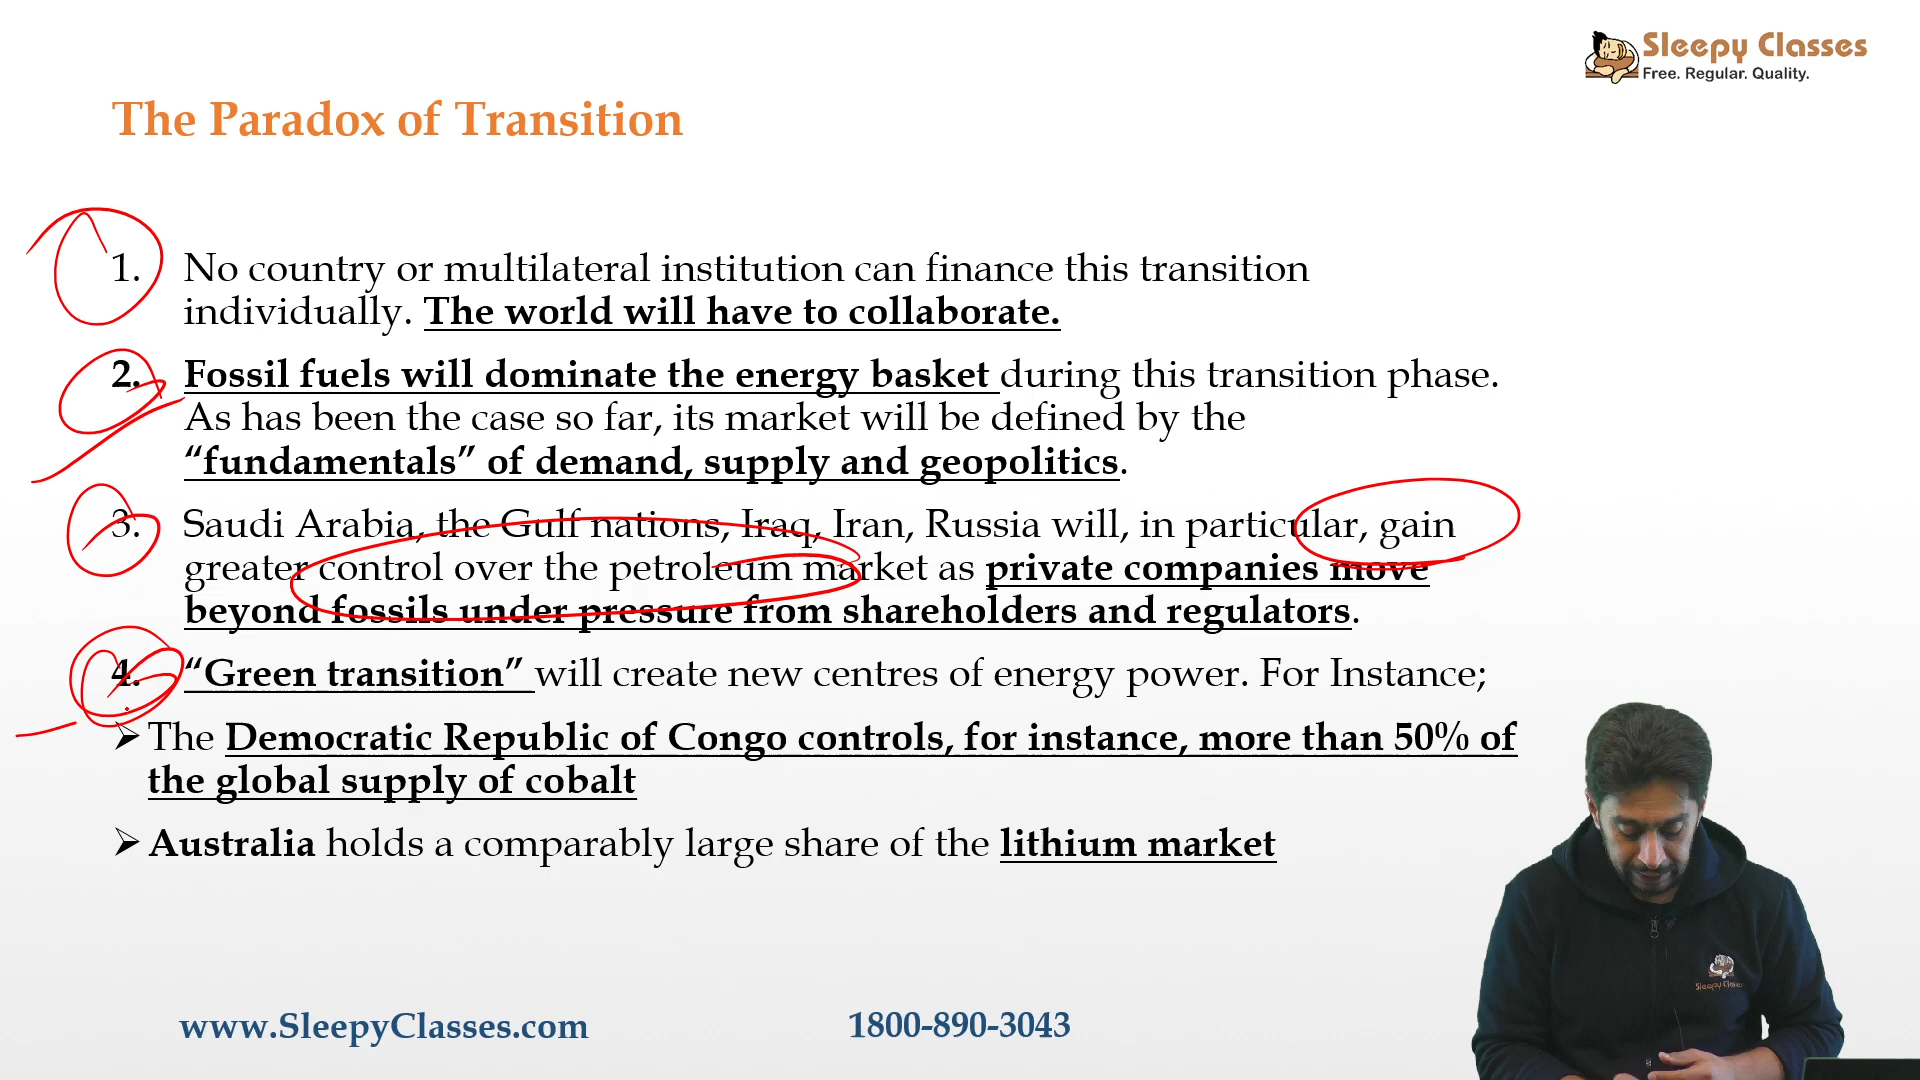 Sleepy Classes
Free. Regular. Quality.
The Paradox of Transition
1. No country or multilateral institution can finance this transition
individually. The world will have to collaborate.
2. Fossil fuels will dominate the energy basket during this transition phase.
As has been the case so far, its market will be defined by the
“fundamentals” of demand, supply and geopolitics.
3. Saudi Arabia, the Gulf nations, Iraq, Iran, Russia will, in particular, gain
greater control over the petroleum market as private companies move
beyond fossils under pressure from shareholders and regulators.
4. “Green transition” will create new centres of energy power. For Instance;
➢ The Democratic Republic of Congo controls, for instance, more than 50% of
the global supply of cobalt
➢ Australia holds a comparably large share of the lithium market
Sleepy Classes
www.SleepyClasses.com
1800-890-3043